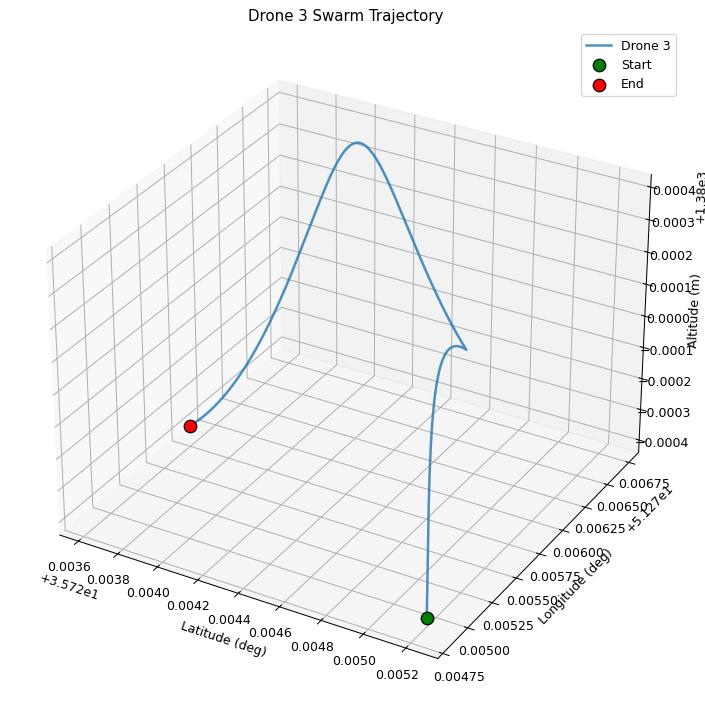 Drone 3 Swarm Trajectory
Drone 3
Start
End
+1.38e3
0.0004
0.0003
0.0002
0.0001
0.0000
−0.0001
−0.0002
−0.0003
−0.0004
Altitude (m)
0.00675
0.00650
0.00625
0.00600
0.00575
0.00550
0.00525
0.00500
0.00475
+5.127e1
Longitude (deg)
0.0036
0.0038
0.0040
0.0042
0.0044
0.0046
0.0048
0.0050
0.0052
+3.572e1
Latitude (deg)